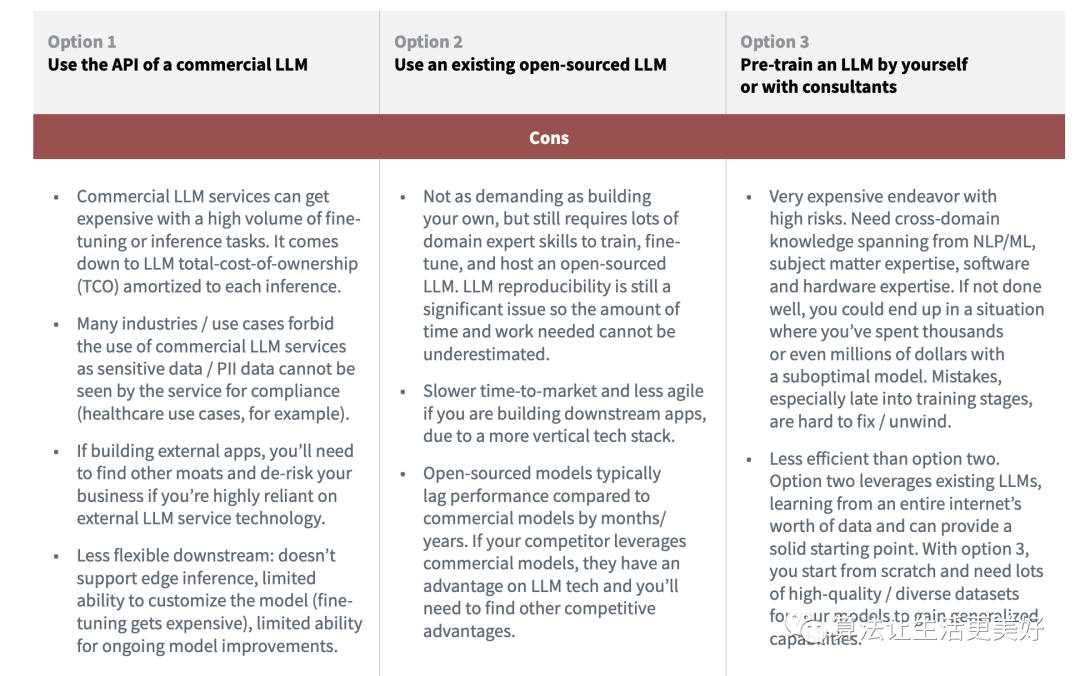 Option 1
Use the API of a commercial LLM
Option 2
Use an existing open-sourced LLM
Option 3
Pre-train an LLM by yourself
or with consultants
Cons
• Commercial LLM services can get
expensive with a high volume of fine-
tuning or inference tasks. It comes
down to LLM total-cost-of-ownership
(TCO) amortized to each inference.
• Many industries / use cases forbid
the use of commercial LLM services
as sensitive data / PII data cannot be
seen by the service for compliance
(healthcare use cases, for example).
• If building external apps, you’ll need
to find other moats and de-risk your
business if you’re highly reliant on
external LLM service technology.
• Less flexible downstream: doesn’t
support edge inference, limited
ability to customize the model (fine-
tuning gets expensive), limited ability
for ongoing model improvements.
• Not as demanding as building
your own, but still requires lots of
domain expert skills to train, fine-
tune, and host an open-sourced
LLM. LLM reproducibility is still a
significant issue so the amount of
time and work needed cannot be
underestimated.
• Slower time-to-market and less agile
if you are building downstream apps,
due to a more vertical tech stack.
• Open-sourced models typically
lag performance compared to
commercial models by months/
years. If your competitor leverages
commercial models, they have an
advantage on LLM tech and you’ll
need to find other competitive
advantages.
• Very expensive endeavor with
high risks. Need cross-domain
knowledge spanning from NLP/ML,
subject matter expertise, software
and hardware expertise. If not done
well, you could end up in a situation
where you’ve spent thousands
or even millions of dollars with
a suboptimal model. Mistakes,
especially late into training stages,
are hard to fix / unwind.
• Less efficient than option two.
Option two leverages existing LLMs,
learning from an entire internet’s
worth of data and can provide a
solid starting point. With option 3,
you start from scratch and need lots
of high-quality / diverse datasets
for your models to gain generalized
capabilities.
算法让生活更美好